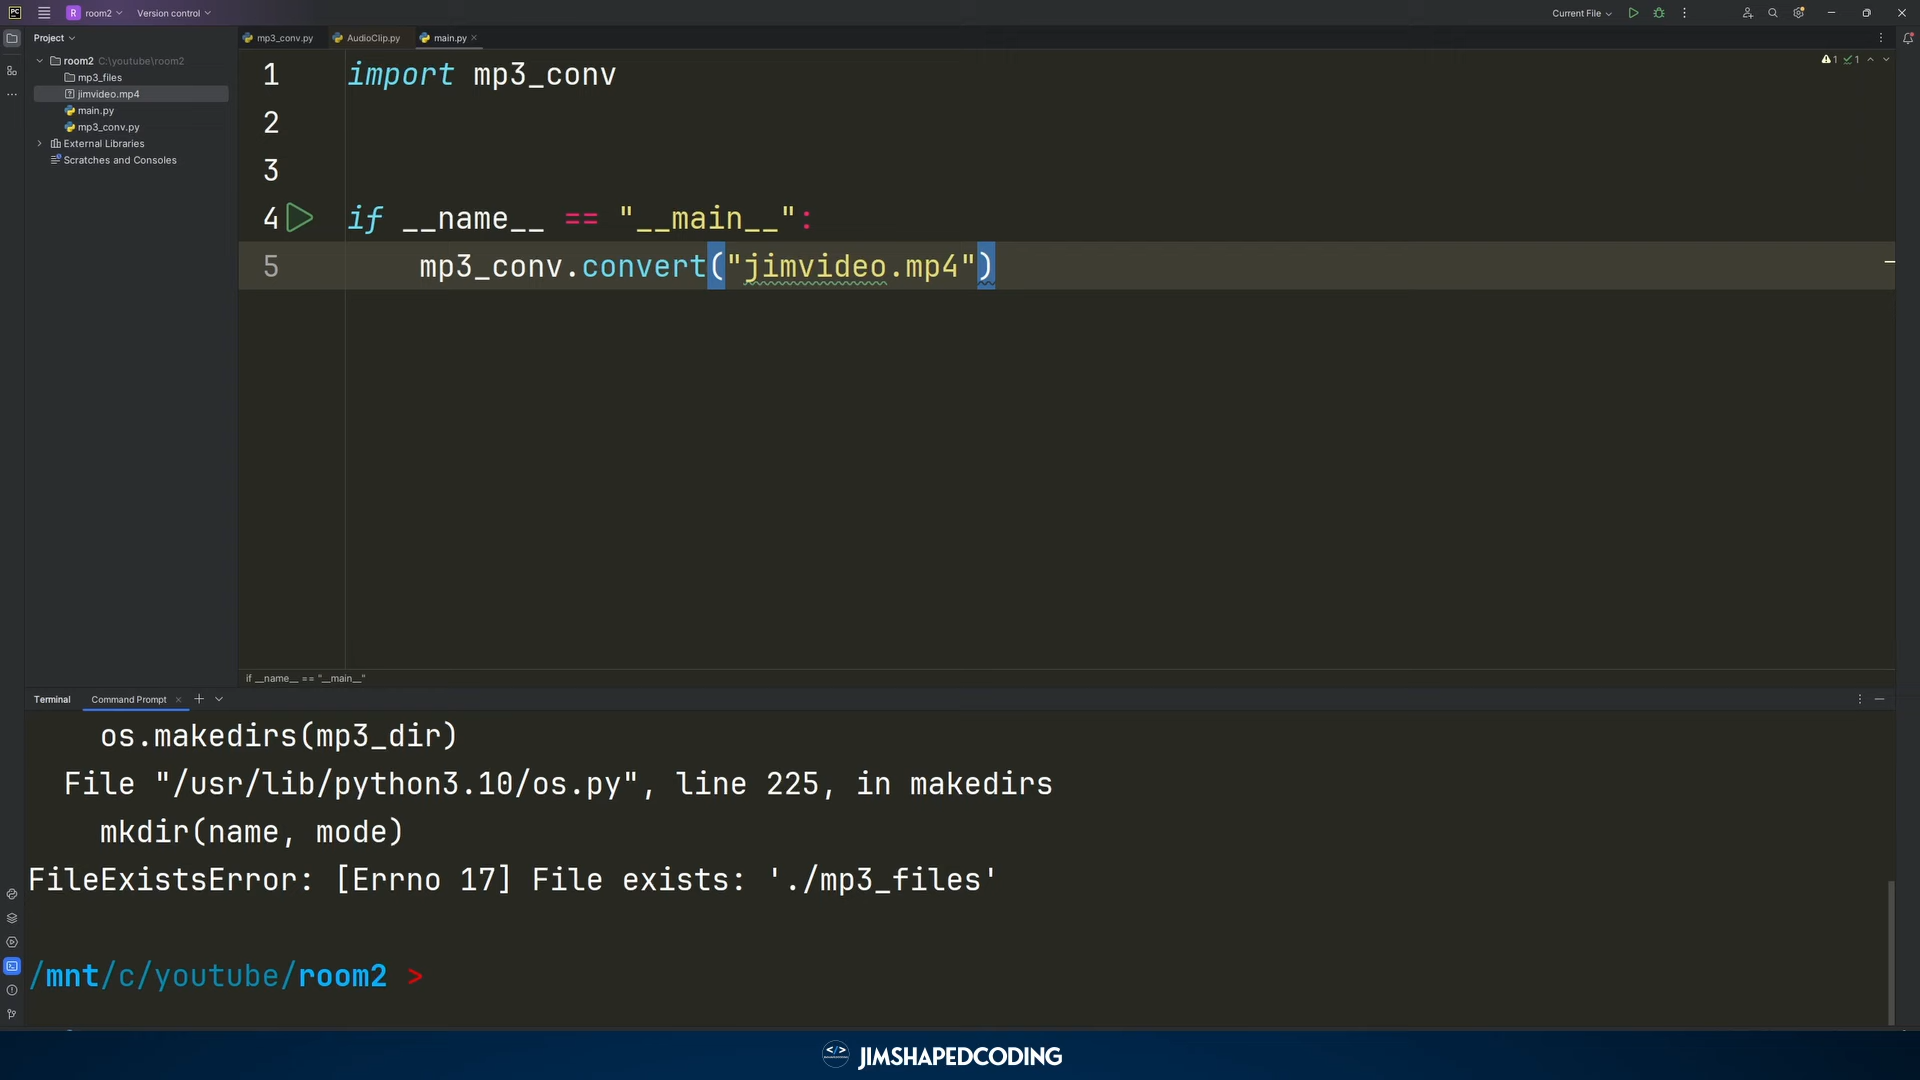 PC
R room2 Version control
Current File
Project
mp3_conv.py AudioClip.py main.py
room2 C:\youtube\room2
mp3_files
jimvideo.mp4
main.py
mp3_conv.py
External Libraries
Scratches and Consoles
1 1
1 import mp3_conv
2
3
4 if __name__ == "__main__":
5 mp3_conv.convert("jimvideo.mp4")
if __name__ == "__main__"
Terminal Command Prompt
os.makedirs(mp3_dir)
File "/usr/lib/python3.10/os.py", line 225, in makedirs
mkdir(name, mode)
FileExistsError: [Errno 17] File exists: './mp3_files'
/mnt/c/youtube/room2 >
</> JIMSHAPEDCODING